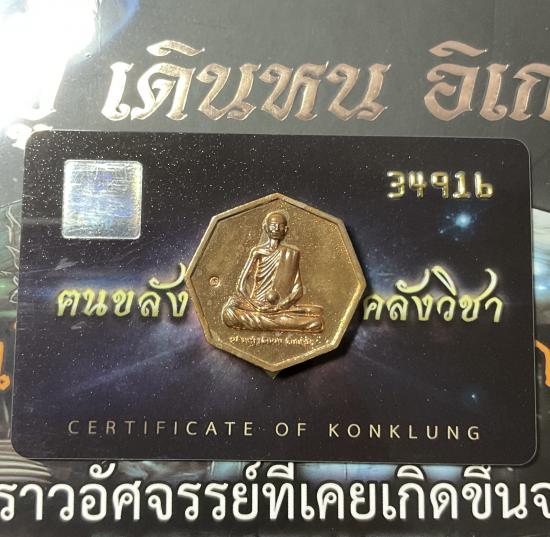 เดินหน อิเก
34916
ฅนขลัง คลังวิชา
CERTIFICATE OF KONKLUNG
ราวอัศจรรย์ที่เคยเกิดขึ้นจ